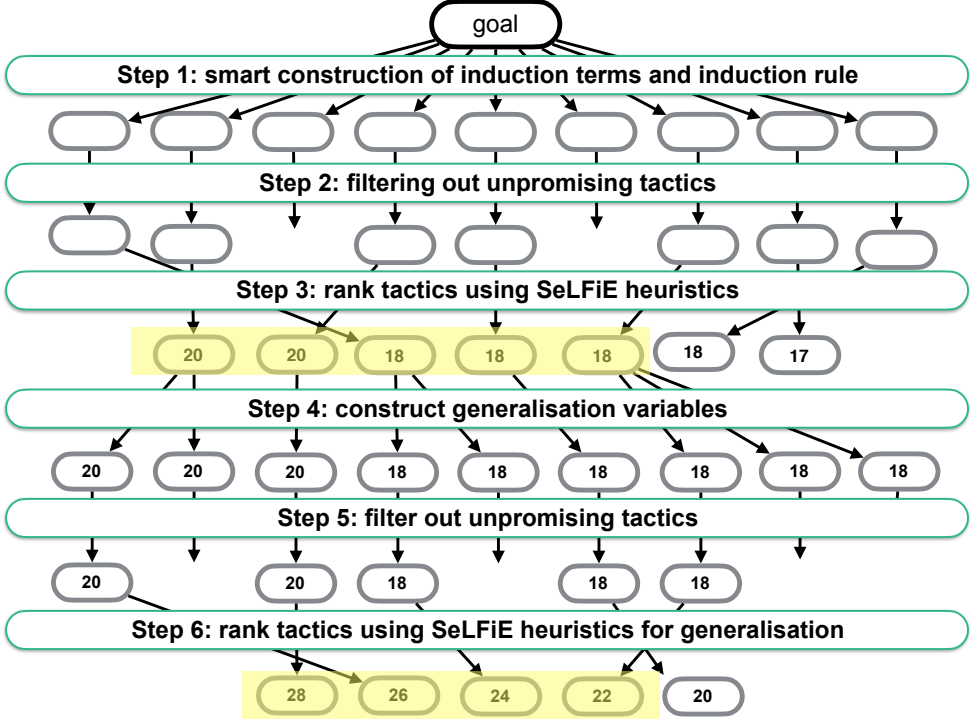 goal
Step 1: smart construction of induction terms and induction rule
Step 2: filtering out unpromising tactics
Step 3: rank tactics using SeLFiE heuristics
20 20 18 18 18 18 17
Step 4: construct generalisation variables
20 20 20 18 18 18 18 18 18
Step 5: filter out unpromising tactics
20 20 18 18 18
Step 6: rank tactics using SeLFiE heuristics for generalisation
28 26 24 22 20